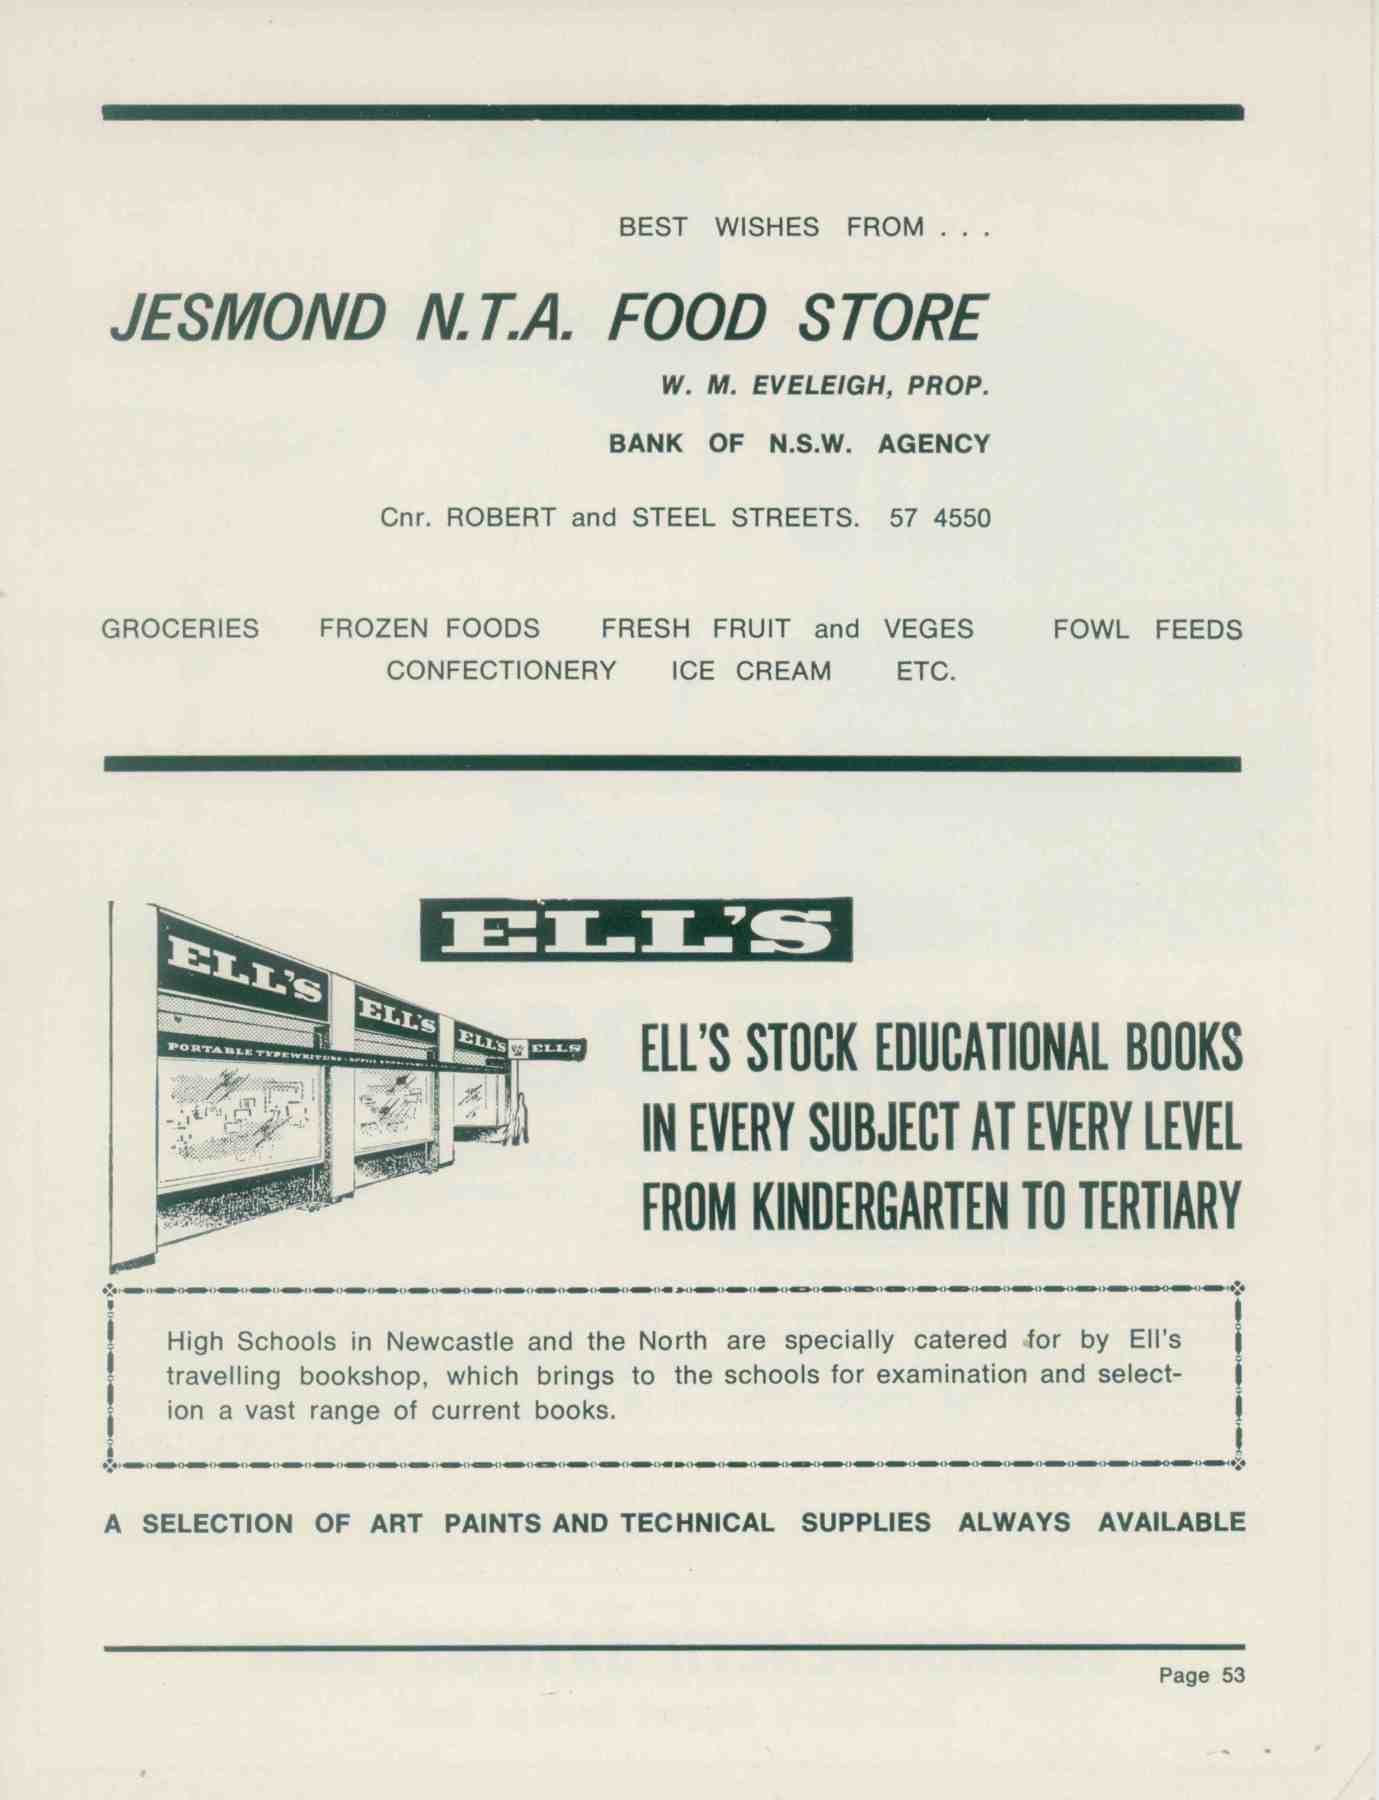 BEST WISHES FROM . . .
JESMOND N.T.A. FOOD STORE
W. M. EVELEIGH, PROP.
BANK OF N.S.W. AGENCY
Cnr. ROBERT and STEEL STREETS. 57 4550
GROCERIES FROZEN FOODS FRESH FRUIT and VEGES FOWL FEEDS
CONFECTIONERY ICE CREAM ETC.
ELL'S
ELL'S
ELL'S
ELL'S
ELLS
PORTABLE TYPEWRITERS
ELL'S STOCK EDUCATIONAL BOOKS
IN EVERY SUBJECT AT EVERY LEVEL
FROM KINDERGARTEN TO TERTIARY
High Schools in Newcastle and the North are specially catered for by Ell's
travelling bookshop, which brings to the schools for examination and select-
ion a vast range of current books.
A SELECTION OF ART PAINTS AND TECHNICAL SUPPLIES ALWAYS AVAILABLE
Page 53